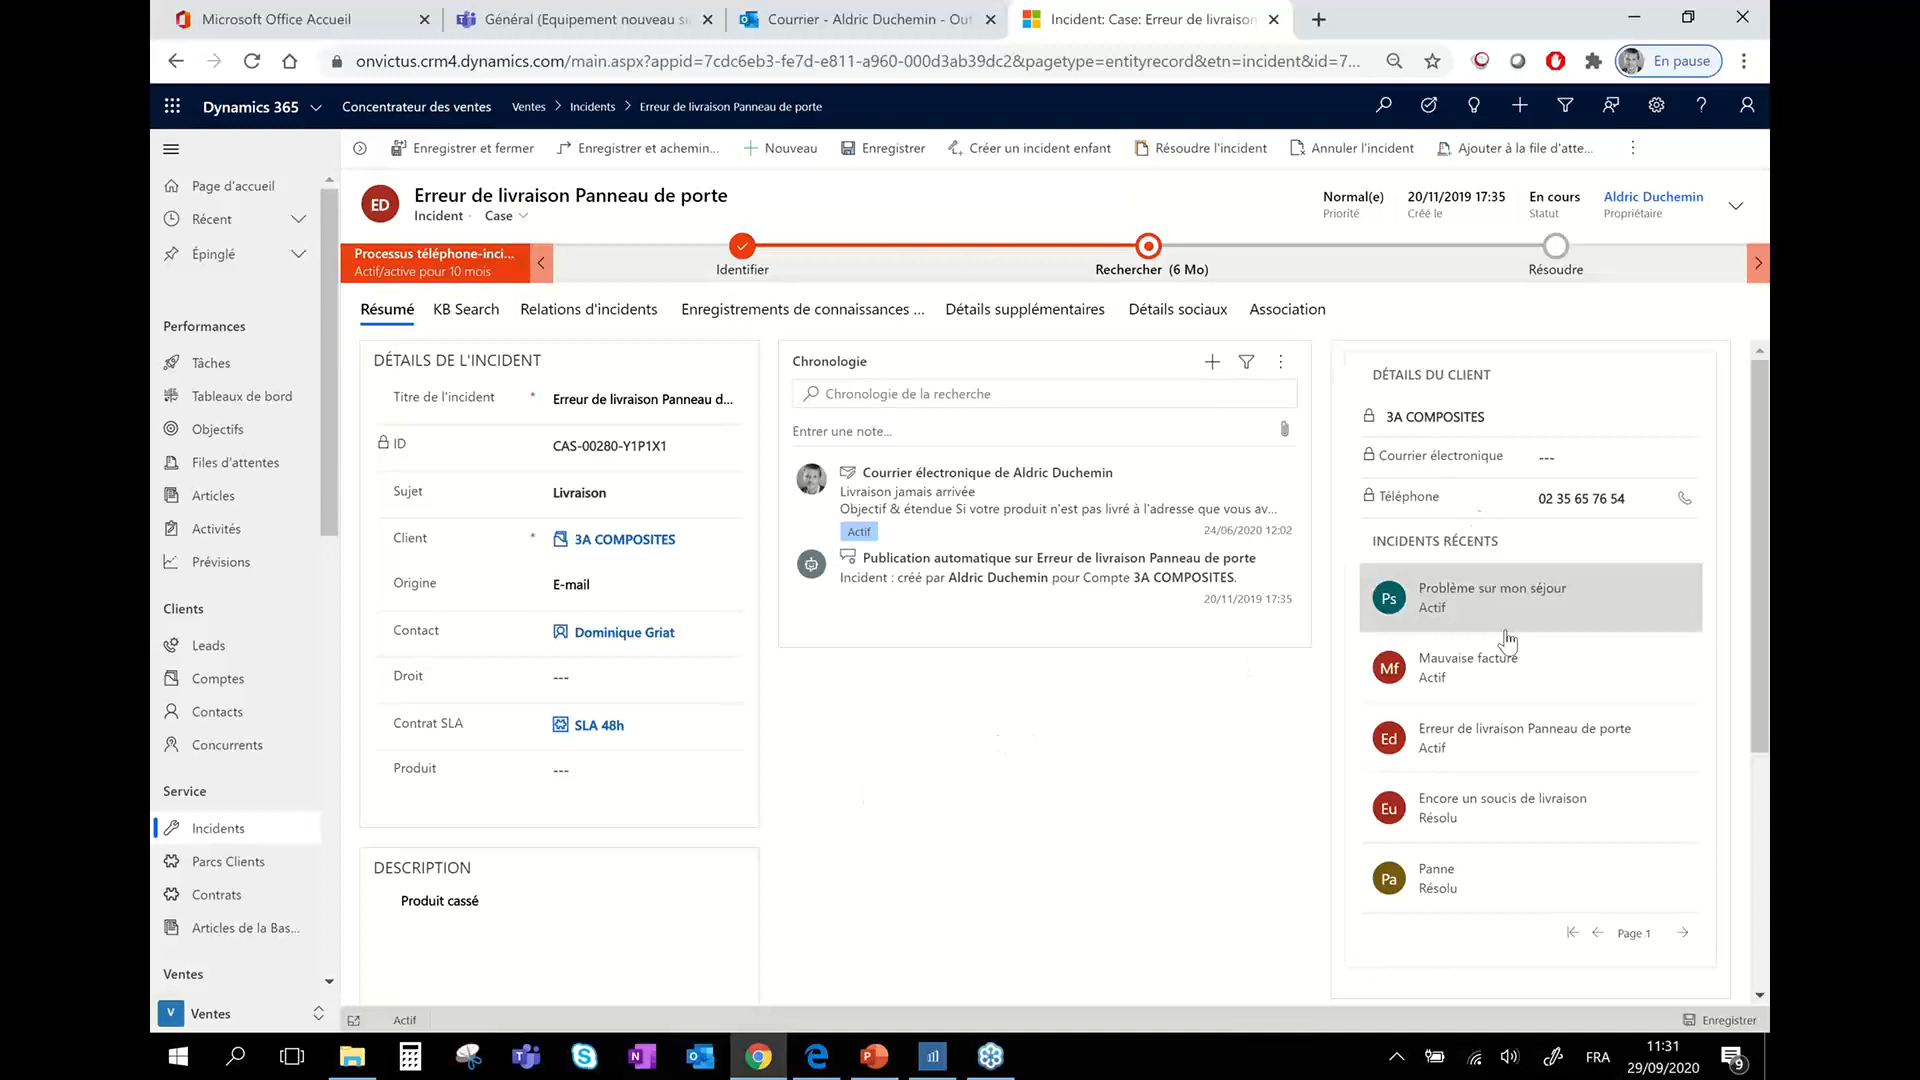 Microsoft Office Accueil
Général (Equipement nouveau s
Courrier - Aldric Duchemin - Out
Incident: Case: Erreur de livraison
onvictus.crm4.dynamics.com/main.aspx?appid=7cdc6eb3-fe7d-e811-a960-000d3ab39dc2&pagetype=entityrecord&etn=incident&id=7...
En pause
Dynamics 365
Concentrateur des ventes
Ventes > Incidents > Erreur de livraison Panneau de porte
Enregistrer et fermer
Enregistrer et achemin...
Nouveau
Enregistrer
Créer un incident enfant
Résoudre l'incident
Annuler l'incident
Ajouter à la file d'atte...
Page d'accueil
Récent
Épinglé
Performances
Tâches
Tableaux de bord
Objectifs
Files d'attentes
Articles
Activités
Prévisions
Clients
Leads
Comptes
Contacts
Concurrents
Service
Incidents
Parcs Clients
Contrats
Articles de la Bas...
Ventes
V
Ventes
ED
Erreur de livraison Panneau de porte
Incident · Case
Normal(e)
Priorité
20/11/2019 17:35
Créé le
En cours
Statut
Aldric Duchemin
Propriétaire
Processus téléphone-inci...
Actif/active pour 10 mois
Identifier
Rechercher (6 Mo)
Résoudre
Résumé
KB Search
Relations d'incidents
Enregistrements de connaissances ...
Détails supplémentaires
Détails sociaux
Association
DÉTAILS DE L'INCIDENT
Titre de l'incident * Erreur de livraison Panneau d...
ID CAS-00280-Y1P1X1
Sujet Livraison
Client * 3A COMPOSITES
Origine E-mail
Contact Dominique Griat
Droit ---
Contrat SLA SLA 48h
Produit ---
DESCRIPTION
Produit cassé
Chronologie
Chronologie de la recherche
Entrer une note...
Courrier électronique de Aldric Duchemin
Livraison jamais arrivée
Objectif & étendue Si votre produit n'est pas livré à l'adresse que vous av...
Actif
24/06/2020 12:02
Publication automatique sur Erreur de livraison Panneau de porte
Incident : créé par Aldric Duchemin pour Compte 3A COMPOSITES.
20/11/2019 17:35
DÉTAILS DU CLIENT
3A COMPOSITES
Courrier électronique ---
Téléphone 02 35 65 76 54
INCIDENTS RÉCENTS
Ps
Problème sur mon séjour
Actif
Mf
Mauvaise facture
Actif
Ed
Erreur de livraison Panneau de porte
Actif
Eu
Encore un soucis de livraison
Résolu
Pa
Panne
Résolu
Page 1
Actif
Enregistrer
FRA
11:31
29/09/2020
9